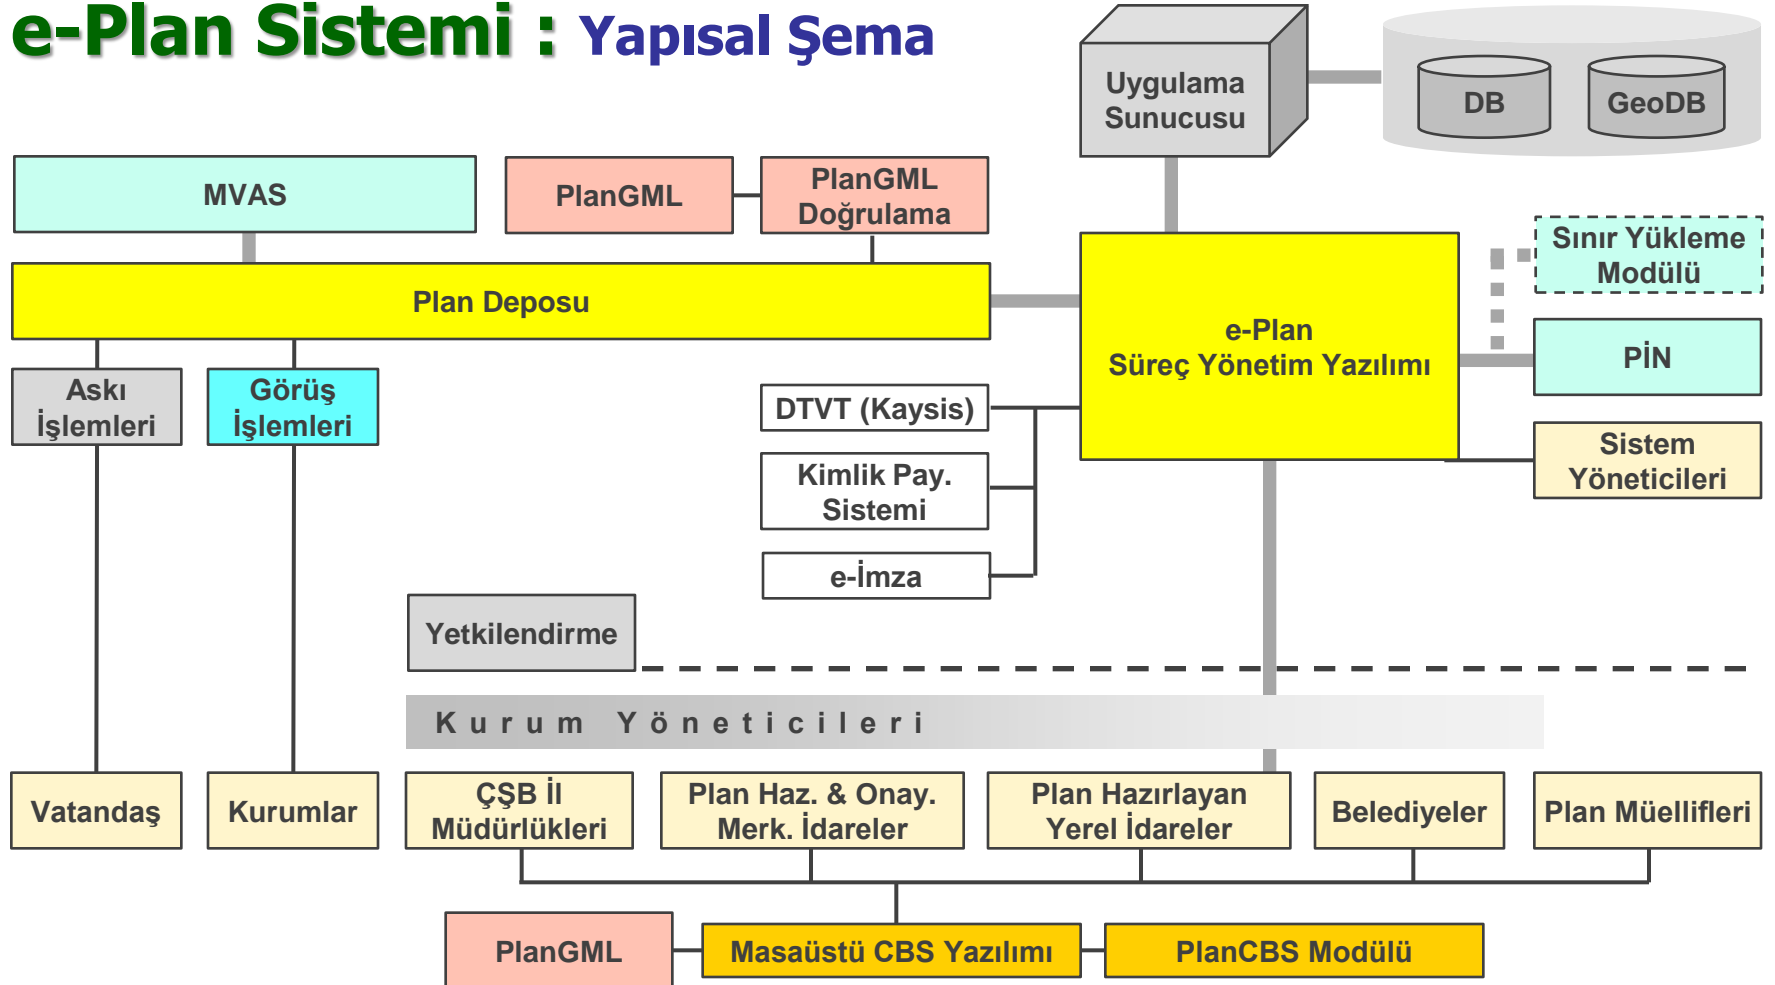 e-Plan Sistemi : Yapısal Şema
Uygulama
Sunucusu
DB
GeoDB
MVAS
PlanGML
PlanGML
Doğrulama
Sınır Yükleme
Modülü
Plan Deposu
e-Plan
Süreç Yönetim Yazılımı
PİN
Askı
İşlemleri
Görüş
İşlemleri
DTVT (Kaysis)
Sistem
Yöneticileri
Kimlik Pay.
Sistemi
e-İmza
Yetkilendirme
Kurum Yöneticileri
Vatandaş
Kurumlar
ÇŞB İl
Müdürlükleri
Plan Haz. & Onay.
Merk. İdareler
Plan Hazırlayan
Yerel İdareler
Belediyeler
Plan Müellifleri
PlanGML
Masaüstü CBS Yazılımı
PlanCBS Modülü